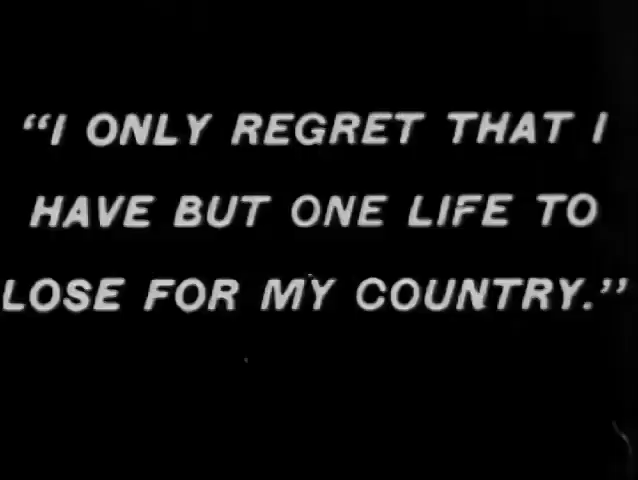 “I ONLY REGRET THAT I
HAVE BUT ONE LIFE TO
LOSE FOR MY COUNTRY.”